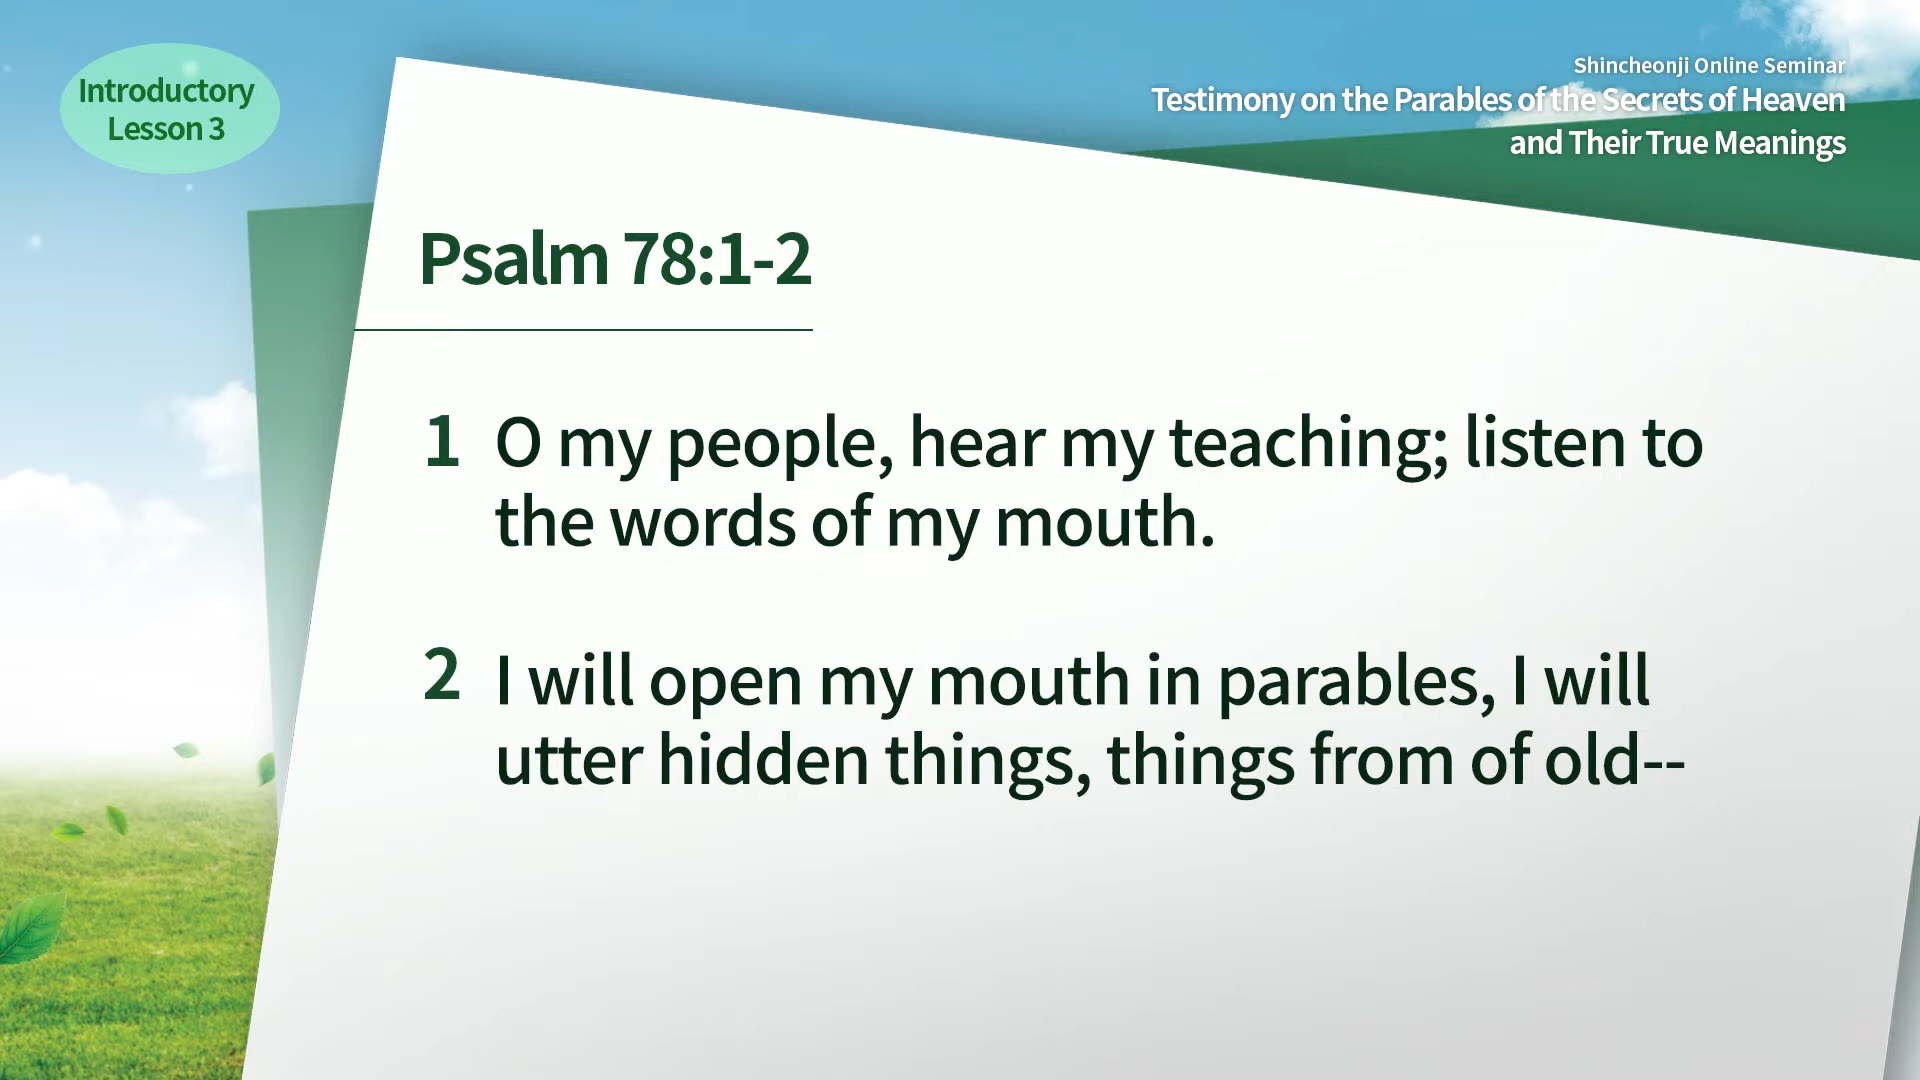 Introductory
Lesson 3
Shincheonji Online Seminar
Testimony on the Parables of the Secrets of Heaven
and Their True Meanings
Psalm 78:1-2
1 O my people, hear my teaching; listen to
the words of my mouth.
2 I will open my mouth in parables, I will
utter hidden things, things from of old--